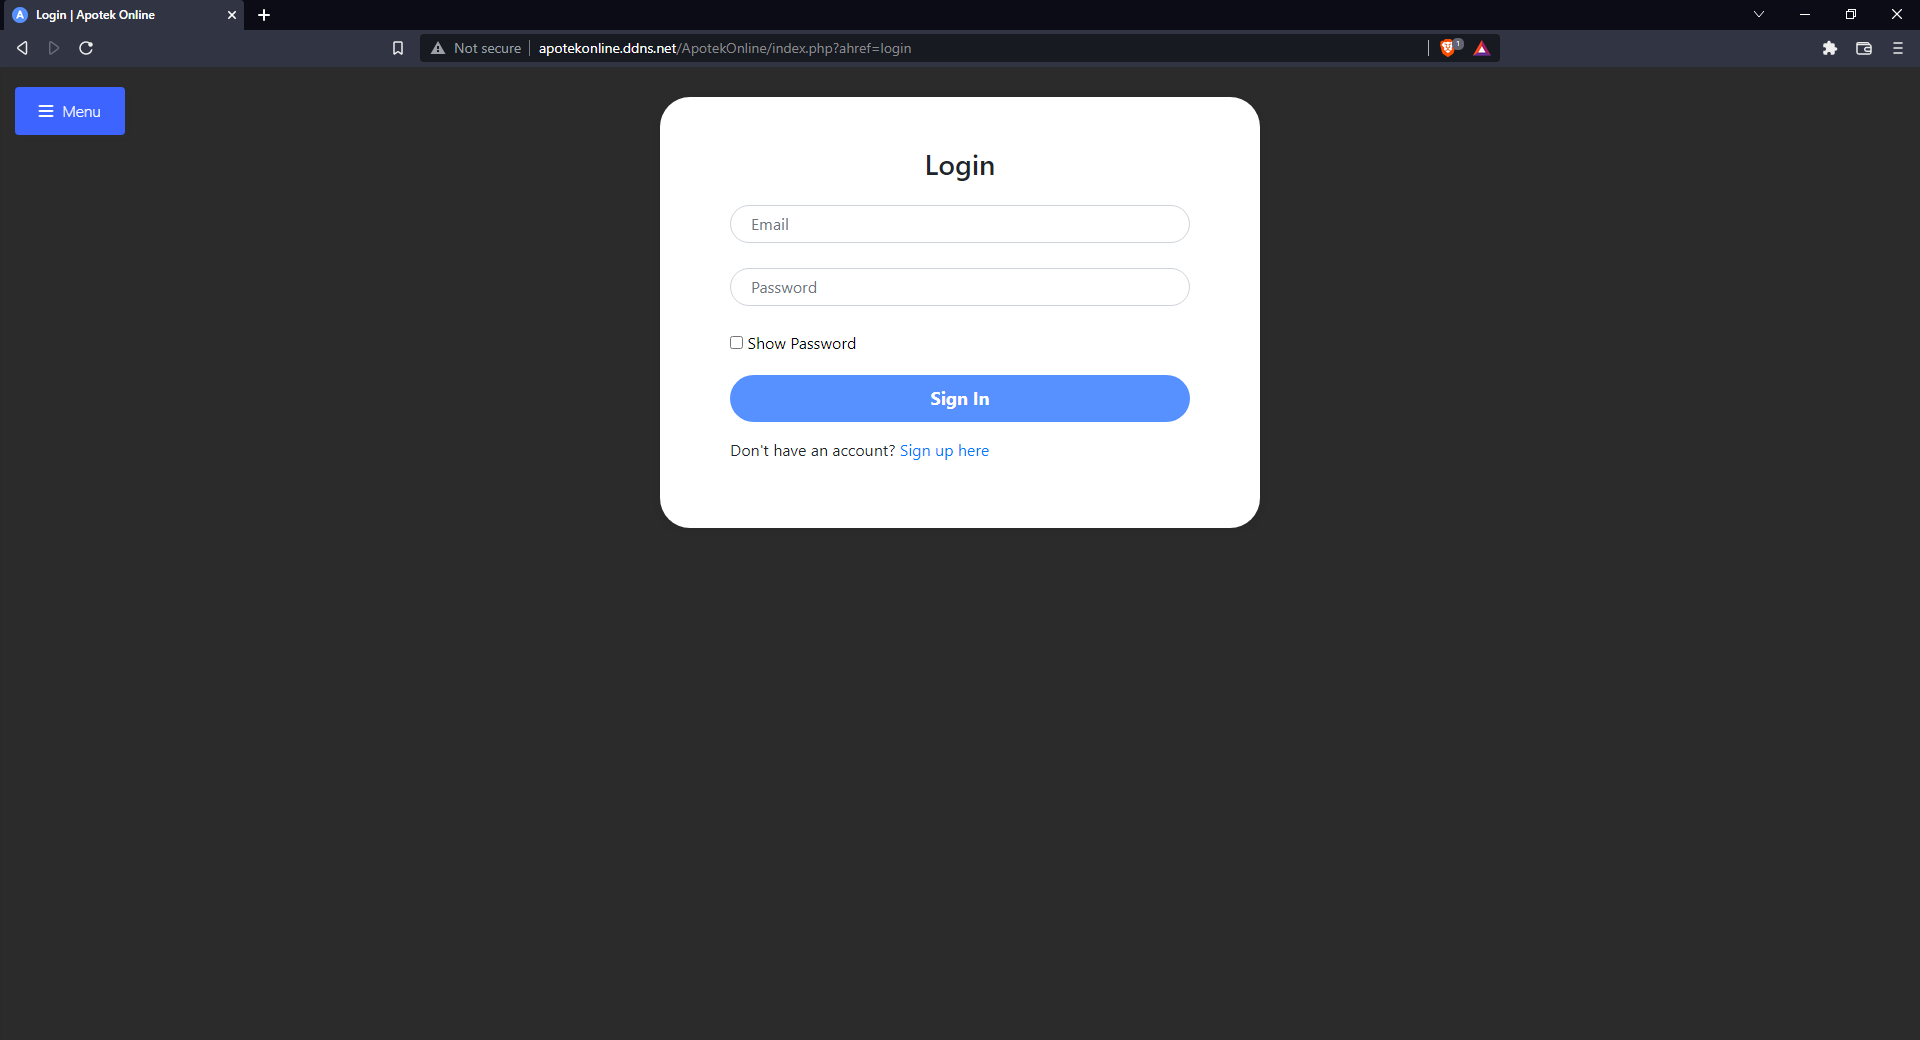 A Login | Apotek Online
Not secure apotekonline.ddns.net/ApotekOnline/index.php?ahref=login 1
Menu
Login
Email
Password
Show Password
Sign In
Don't have an account? Sign up here